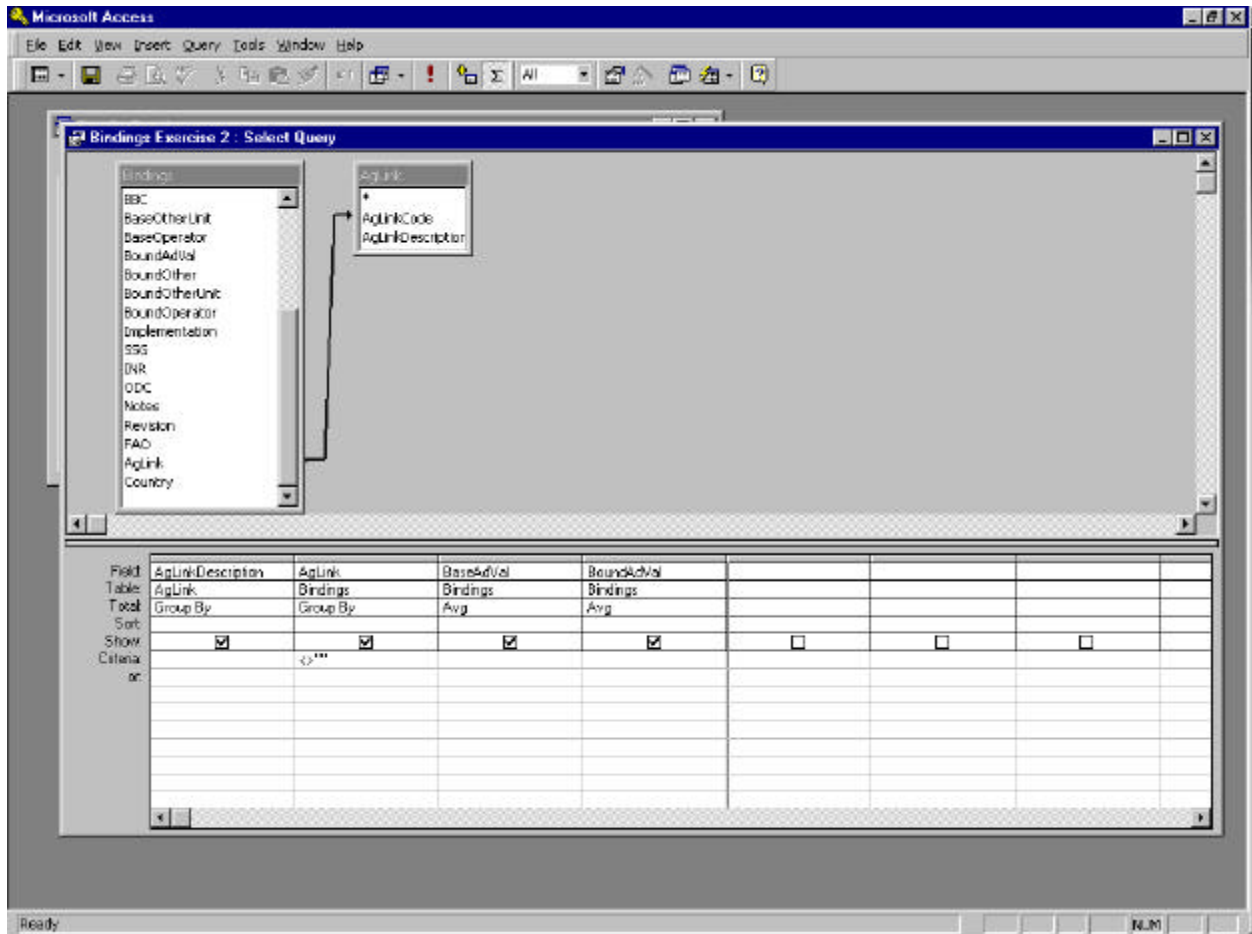 Microsoft Access
File Edit View Insert Query Tools Window Help
All
Bindings Exercise 2 : Select Query
Bindings
BBC
BaseOtherUnit
BaseOperator
BoundAdVal
BoundOther
BoundOtherUnit
BoundOperator
Implementation
SSG
INR
ODC
Notes
Revision
FAO
AgLink
Country
AgLink
*
AgLinkCode
AgLinkDescription
Field: AgLinkDescription AgLink BaseAdVal BoundAdVal
Table: AgLink Bindings Bindings Bindings
Total: Group By Group By Avg Avg
Sort:
Show:
Criteria: <>""
or:
Ready NUM